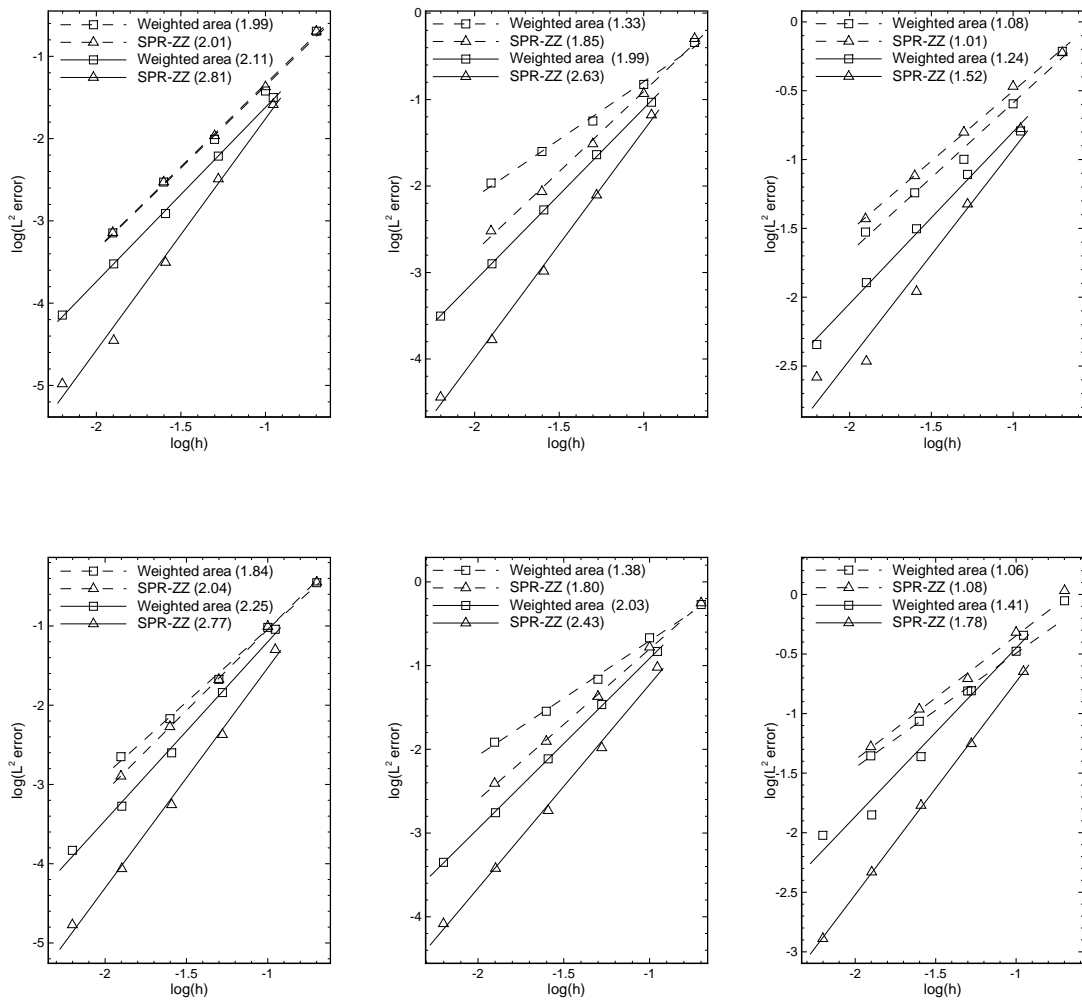 Weighted area (1.99)
SPR-ZZ (2.01)
Weighted area (2.11)
SPR-ZZ (2.81)
-1
-2
-3
-4
-5
log(L² error)
-2
-1.5
-1
log(h)
Weighted area (1.33)
SPR-ZZ (1.85)
Weighted area (1.99)
SPR-ZZ (2.63)
0
-1
-2
-3
-4
log(L² error)
-2
-1.5
-1
log(h)
Weighted area (1.08)
SPR-ZZ (1.01)
Weighted area (1.24)
SPR-ZZ (1.52)
0
-0.5
-1
-1.5
-2
-2.5
log(L² error)
-2
-1.5
-1
log(h)
Weighted area (1.84)
SPR-ZZ (2.04)
Weighted area (2.25)
SPR-ZZ (2.77)
-1
-2
-3
-4
-5
log(L² error)
-2
-1.5
-1
log(h)
Weighted area (1.38)
SPR-ZZ (1.80)
Weighted area (2.03)
SPR-ZZ (2.43)
0
-1
-2
-3
-4
log(L² error)
-2
-1.5
-1
log(h)
Weighted area (1.06)
SPR-ZZ (1.08)
Weighted area (1.41)
SPR-ZZ (1.78)
0
-0.5
-1
-1.5
-2
-2.5
-3
log(L² error)
-2
-1.5
-1
log(h)